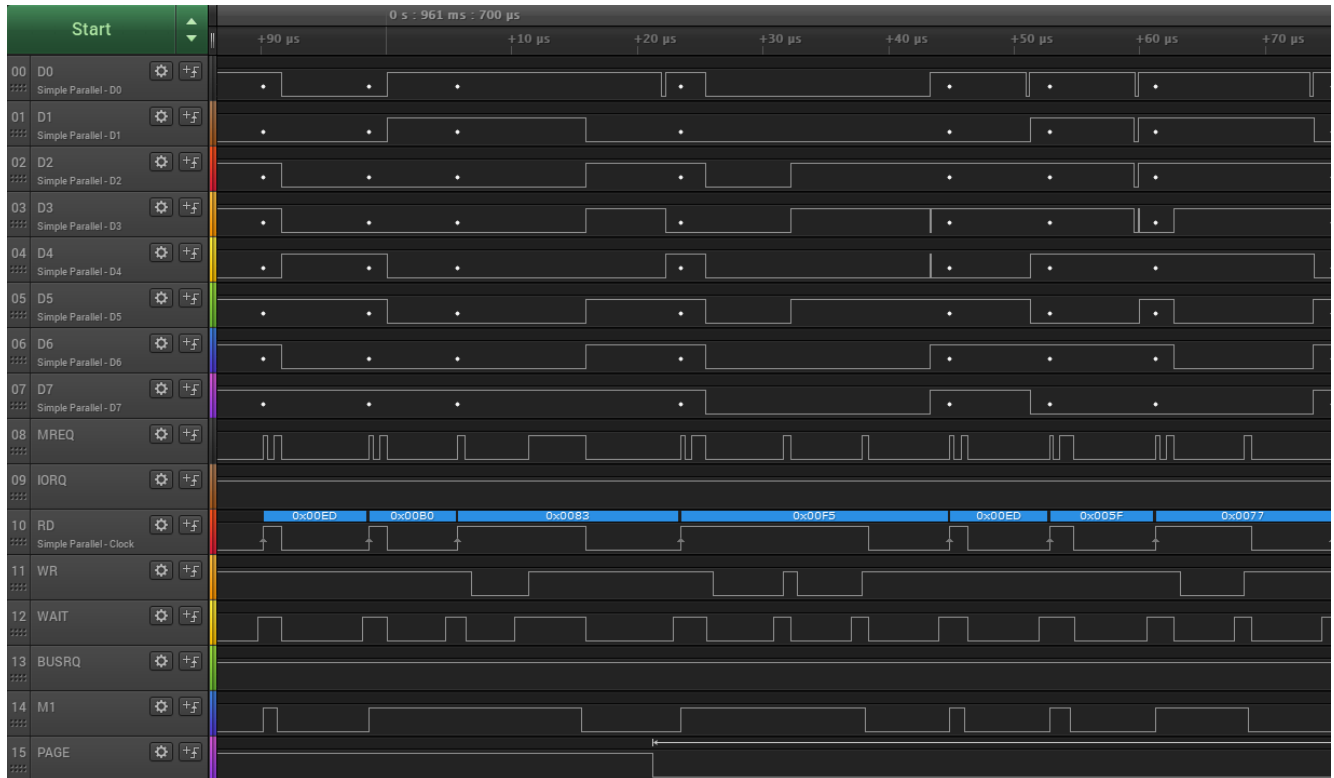 Start
0 s : 961 ms : 700 µs
+90 µs +10 µs +20 µs +30 µs +40 µs +50 µs +60 µs +70 µs
00 D0
Simple Parallel - D0
01 D1
Simple Parallel - D1
02 D2
Simple Parallel - D2
03 D3
Simple Parallel - D3
04 D4
Simple Parallel - D4
05 D5
Simple Parallel - D5
06 D6
Simple Parallel - D6
07 D7
Simple Parallel - D7
08 MREQ
09 IORQ
0x00ED 0x00B0 0x0083 0x00F5 0x00ED 0x005F 0x0077
10 RD
Simple Parallel - Clock
11 WR
12 WAIT
13 BUSRQ
14 M1
15 PAGE